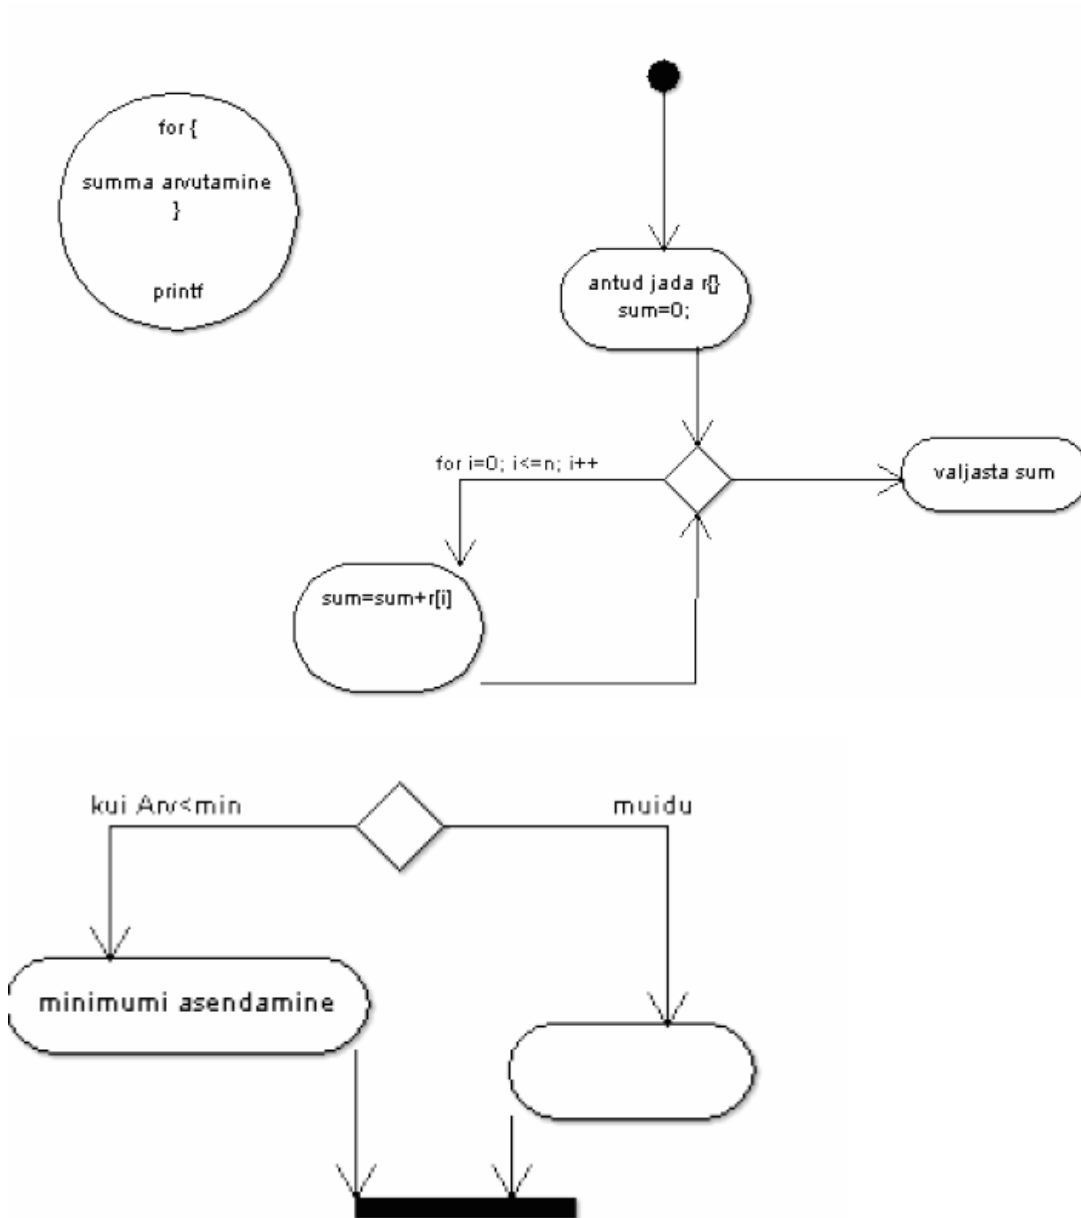 for {
summa arvutamine
}
printf
antud jada r{}
sum=0;
for i=0; i<=n; i++
valjasta sum
sum=sum+r[i]
kui Arv<min
muidu
minimumi asendamine